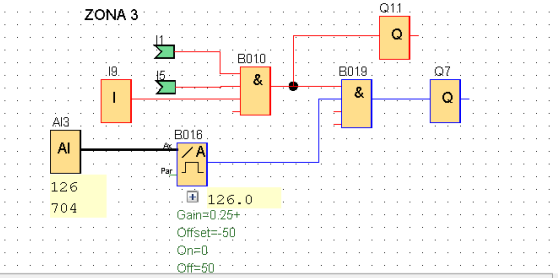 ZONA 3
Q11
Q
I1
I5
I9
I
B010
&
B019
&
Q7
Q
AI3
AI
126
704
B016
Ax
Par
/A
126.0
Gain=0.25+
Offset=-50
On=0
Off=50